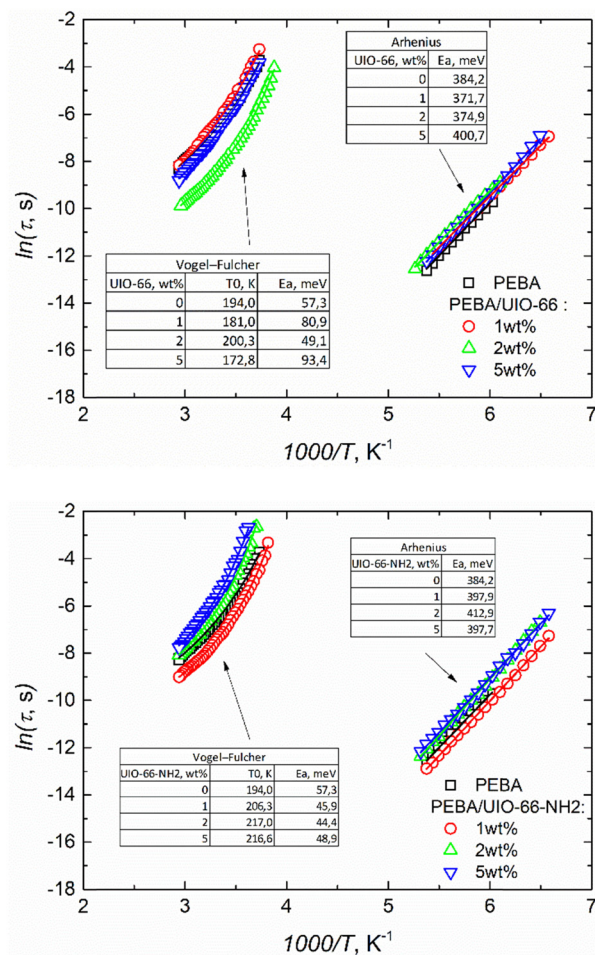 -2
-4
-6
-8
-10
-12
-14
-16
-18
ln(τ, s)
Arhenius
UIO-66, wt% Ea, meV
0 384,2
1 371,7
2 374,9
5 400,7
Vogel–Fulcher
UIO-66, wt% T0, K Ea, meV
0 194,0 57,3
1 181,0 80,9
2 200,3 49,1
5 172,8 93,4
PEBA
PEBA/UIO-66 :
1wt%
2wt%
5wt%
2 3 4 5 6 7
1000/T, K-1
-2
-4
-6
-8
-10
-12
-14
-16
-18
ln(τ, s)
Arhenius
UIO-66-NH2, wt% Ea, meV
0 384,2
1 397,9
2 412,9
5 397,7
Vogel–Fulcher
UIO-66-NH2, wt% T0, K Ea, meV
0 194,0 57,3
1 206,3 45,9
2 217,0 44,4
5 216,6 48,9
PEBA
PEBA/UIO-66-NH2:
1wt%
2wt%
5wt%
2 3 4 5 6 7
1000/T, K-1